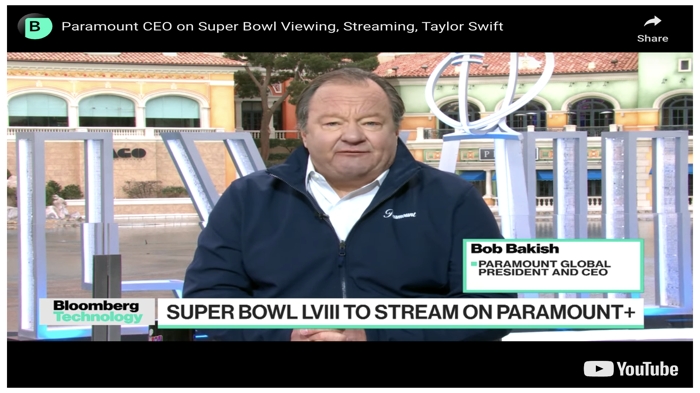 B
Paramount CEO on Super Bowl Viewing, Streaming, Taylor Swift
Share
Paramount
Bob Bakish
PARAMOUNT GLOBAL
PRESIDENT AND CEO
Bloomberg
Technology
SUPER BOWL LVIII TO STREAM ON PARAMOUNT+
YouTube